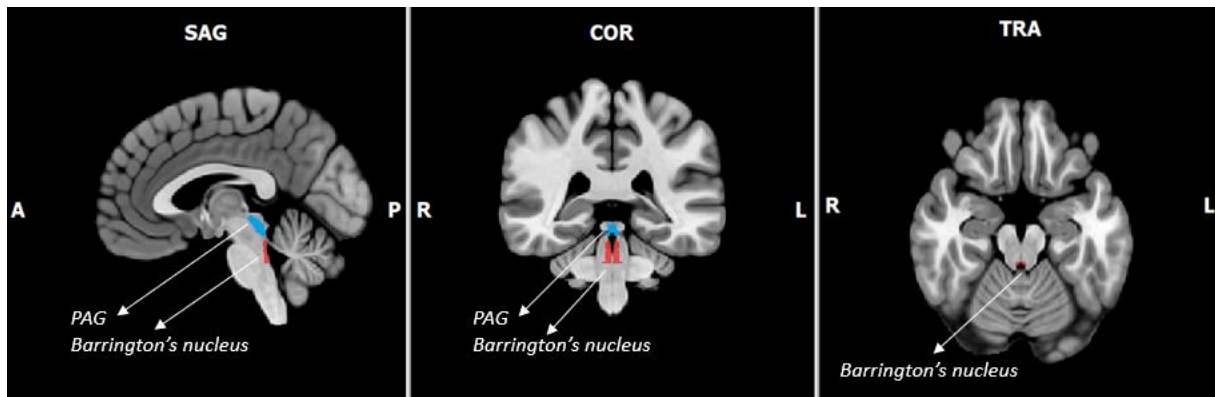 SAG
A
P
PAG
Barrington's nucleus
COR
R
L
PAG
Barrington's nucleus
TRA
R
L
Barrington's nucleus